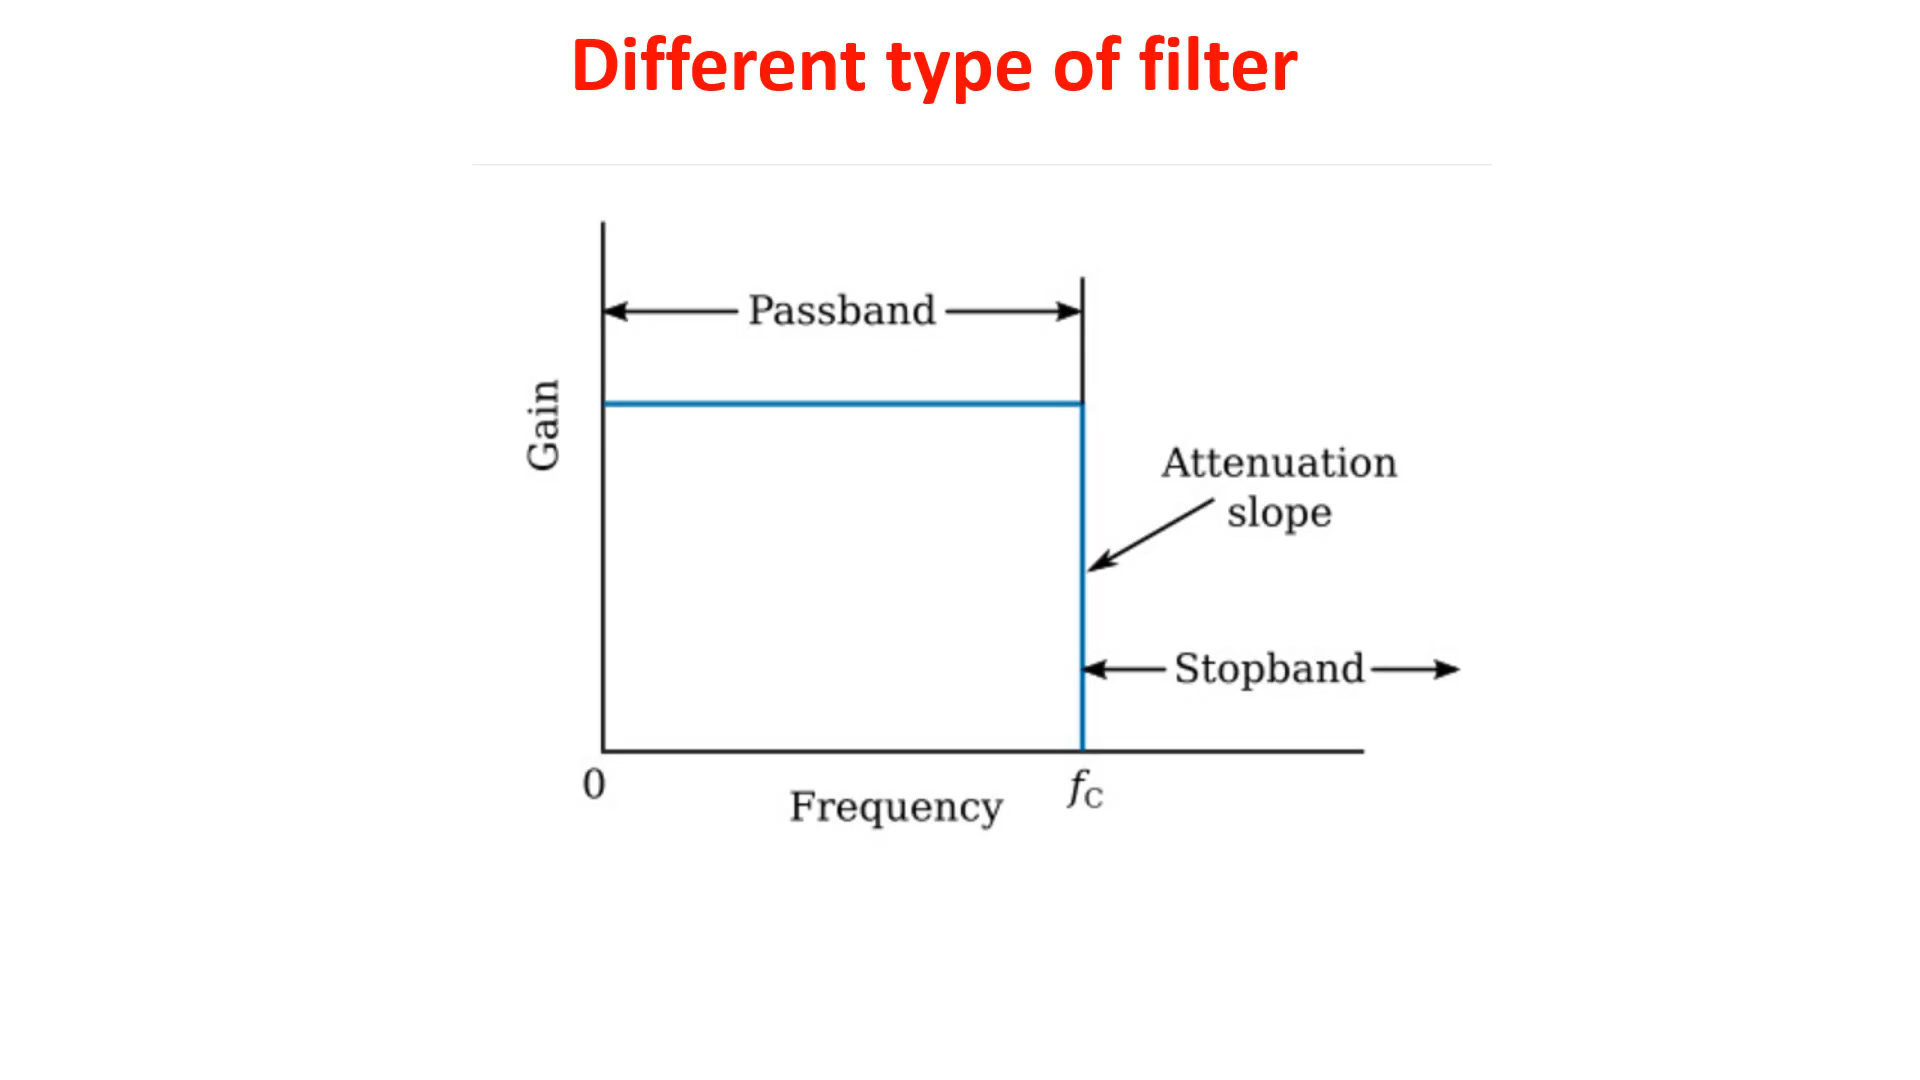 Different type of filter
Passband
Gain
Attenuation
slope
Stopband
0
Frequency
fC